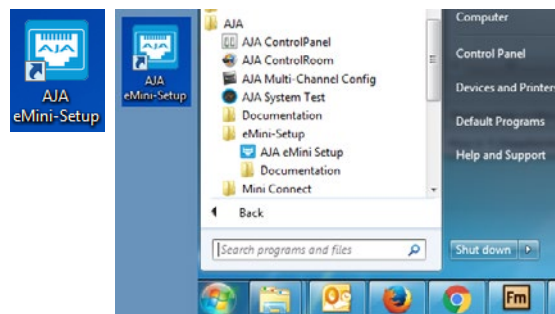 AJA
AJA
eMini-Setup
AJA
AJA
eMini-Setup
AJA
AJA ControlPanel
AJA ControlRoom
AJA Multi-Channel Config
AJA System Test
Documentation
eMini-Setup
AJA eMini Setup
Documentation
Mini Connect
Back
Search programs and files
Computer
Control Panel
Devices and Printers
Default Programs
Help and Support
Shut down
Fm